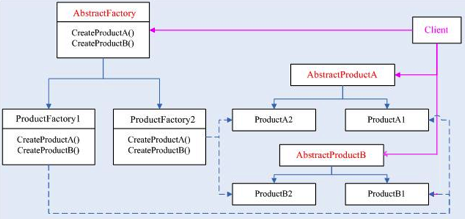 AbstractFactory
CreateProductA()
CreateProductB()
Client
AbstractProductA
ProductFactory1
CreateProductA()
CreateProductB()
ProductFactory2
CreateProductA()
CreateProductB()
ProductA2
ProductA1
AbstractProductB
ProductB2
ProductB1